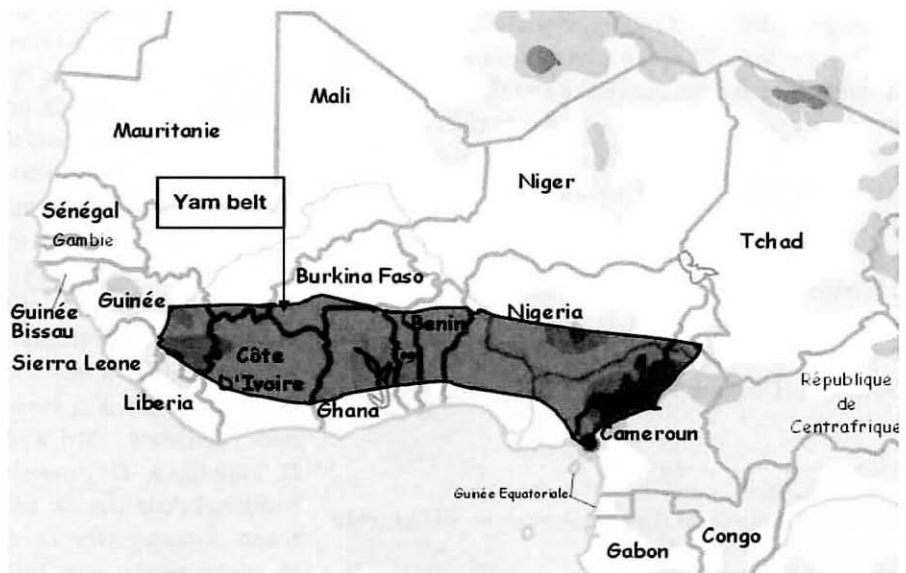 Mali
Mauritanie
Niger
Yam belt
Sénégal
Gambie
Tchad
Burkina Faso
Guinée
Guinée
Bissau
Nigeria
Benin
Sierra Leone
Côte
D'Ivoire
Liberia
Ghana
République
de
Centrafrique
Cameroun
Guinée Equatoriale
Gabon
Congo